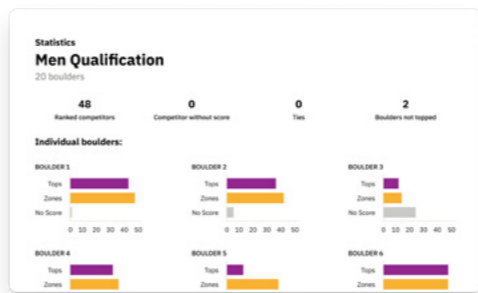 Statistics
Men Qualification
20 boulders
48 0 0 2
Ranked competitors Competitor without score Ties Boulders not topped
Individual boulders:
BOULDER 1 BOULDER 2 BOULDER 3
Tops Tops Tops
Zones Zones Zones
No Score No Score No Score
0 10 20 30 40 50 0 10 20 30 40 50 0 10 20 30 40 50
BOULDER 4 BOULDER 5 BOULDER 6
Tops Tops Tops
Zones Zones Zones